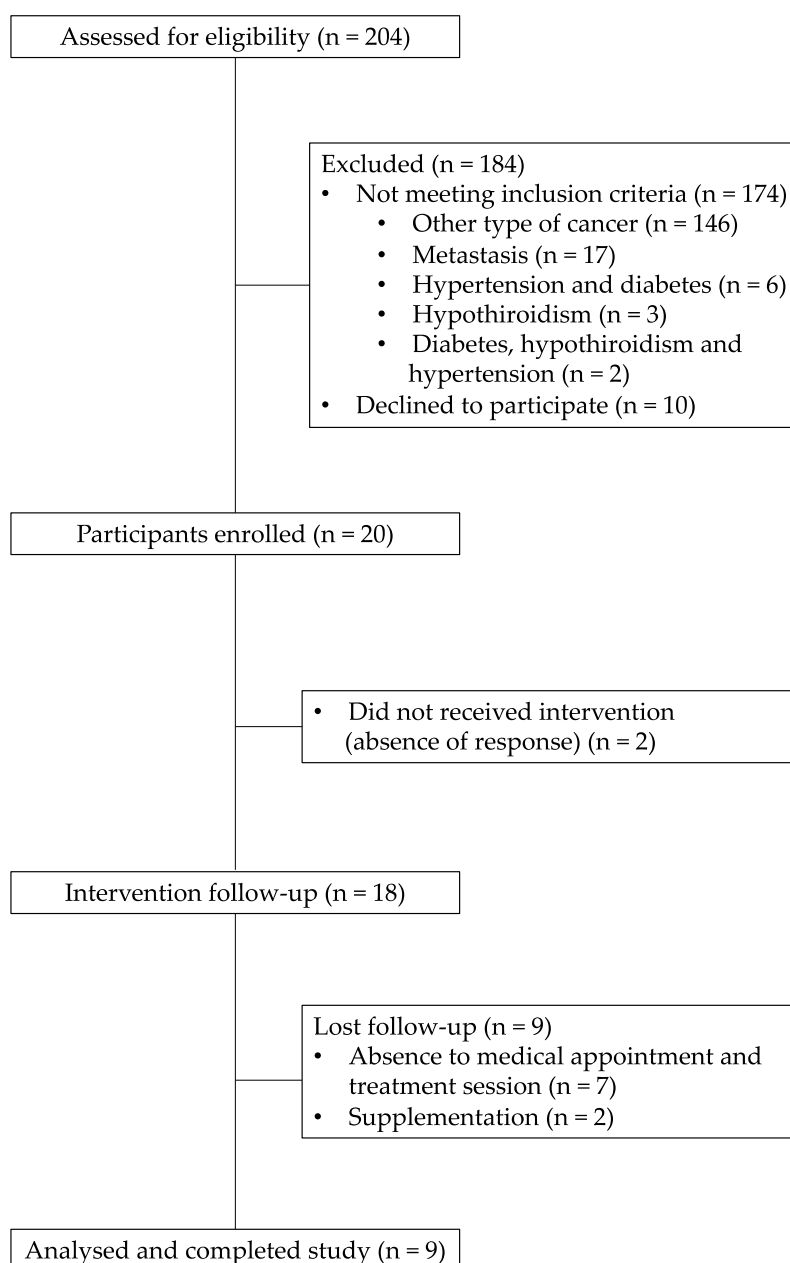 Assessed for eligibility (n = 204)
Excluded (n = 184)
• Not meeting inclusion criteria (n = 174)
• Other type of cancer (n = 146)
• Metastasis (n = 17)
• Hypertension and diabetes (n = 6)
• Hypothiroidism (n = 3)
• Diabetes, hypothiroidism and
hypertension (n = 2)
• Declined to participate (n = 10)
Participants enrolled (n = 20)
• Did not received intervention
(absence of response) (n = 2)
Intervention follow-up (n = 18)
Lost follow-up (n = 9)
• Absence to medical appointment and
treatment session (n = 7)
• Supplementation (n = 2)
Analysed and completed study (n = 9)